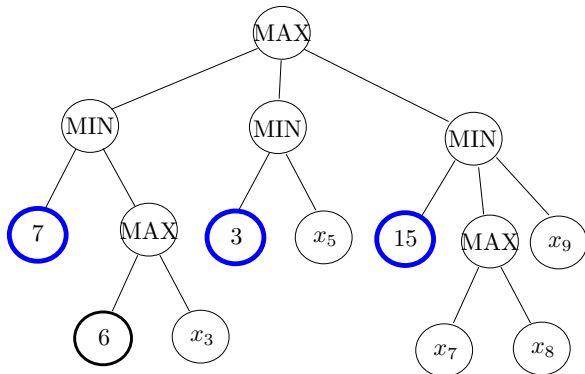 MAX
MIN MIN MIN
7 MAX 3 x₅ 15 MAX x₉
6 x₃ x₇ x₈